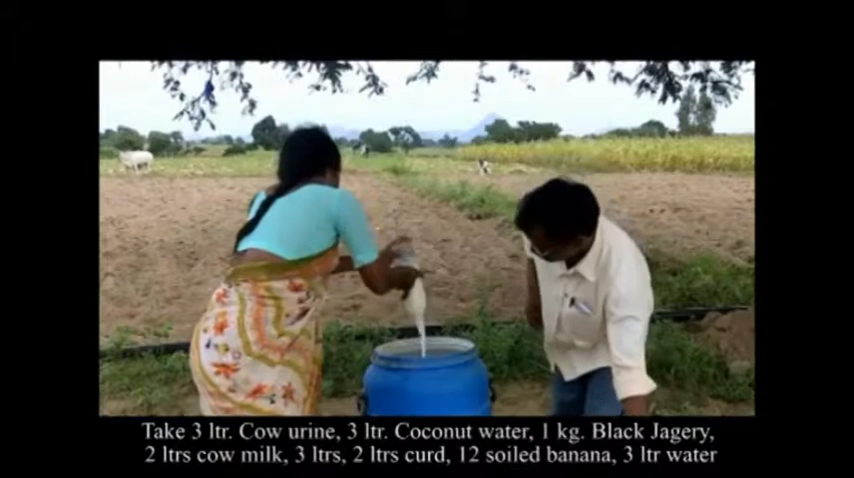 Take 3 ltr. Cow urine, 3 ltr. Coconut water, 1 kg. Black Jagery,
2 ltrs cow milk, 3 ltrs, 2 ltrs curd, 12 soiled banana, 3 ltr water